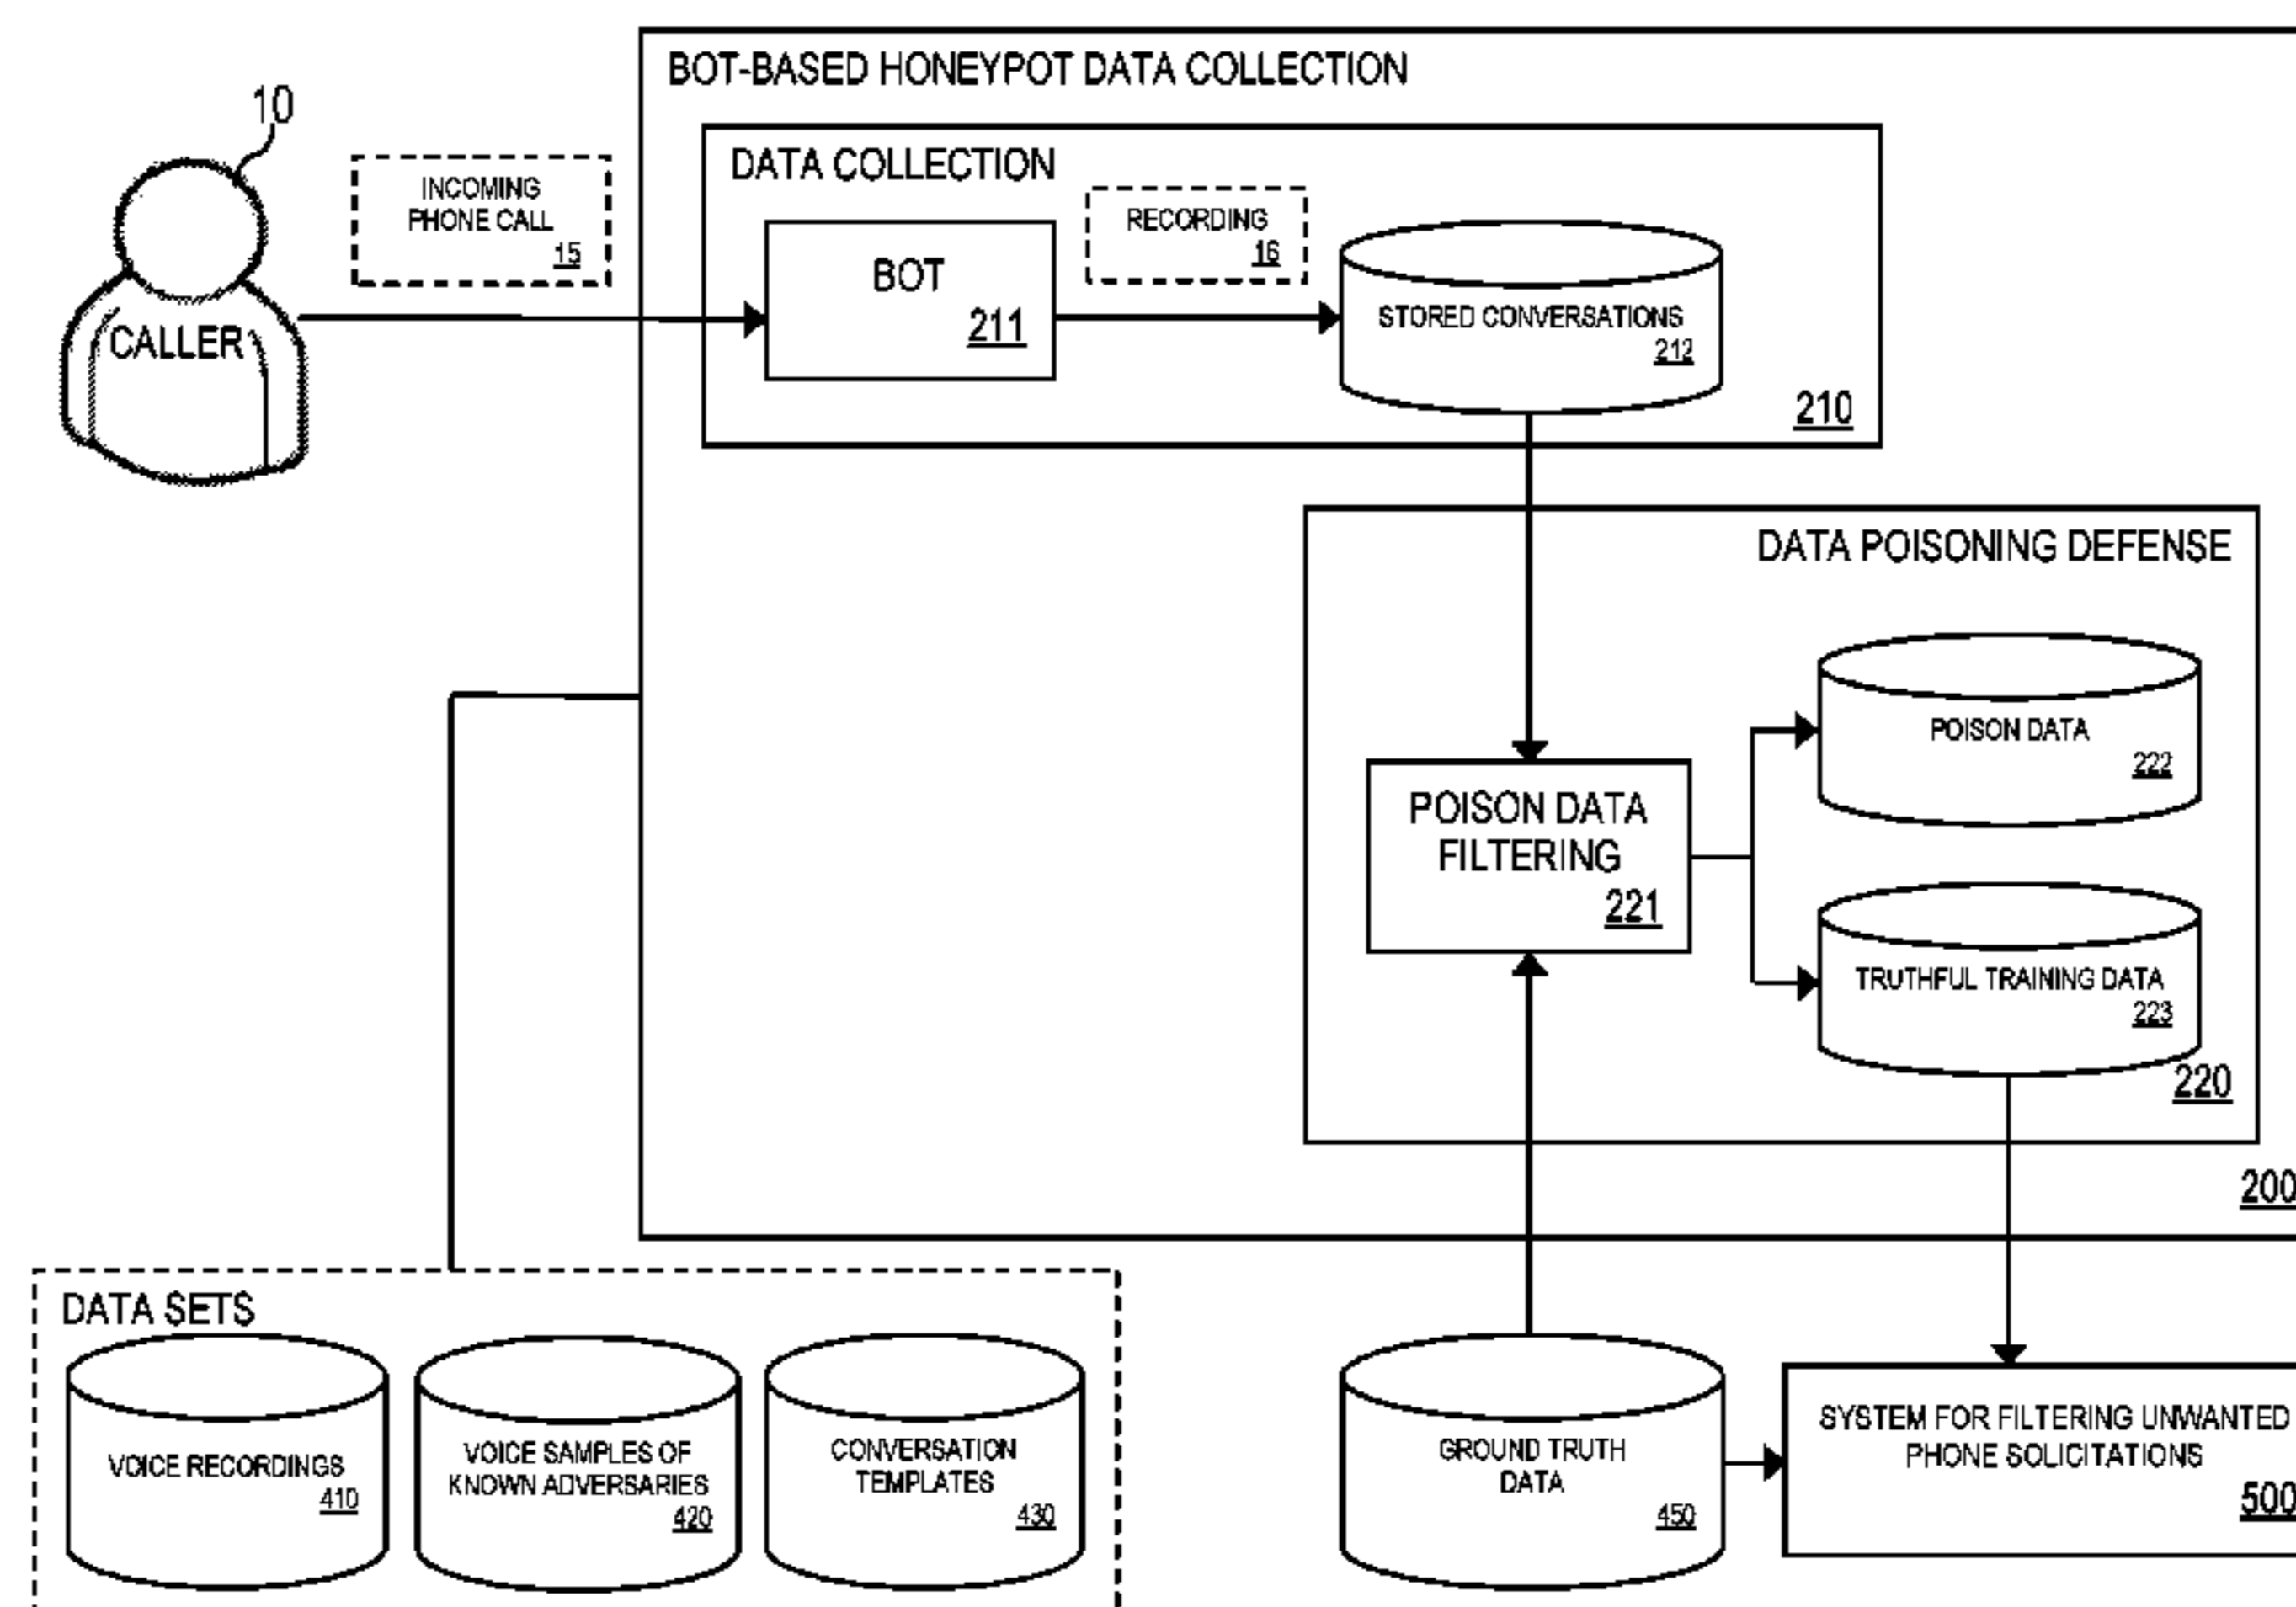 BOT-BASED HONEYPOT DATA COLLECTION
10
INCOMING
PHONE CALL
15
CALLER
DATA COLLECTION
BOT
211
RECORDING
16
STORED CONVERSATIONS
212
210
DATA POISONING DEFENSE
POISON DATA
FILTERING
221
POISON DATA
222
TRUTHFUL TRAINING DATA
223
220
200
DATA SETS
VOICE RECORDINGS
410
VOICE SAMPLES OF
KNOWN ADVERSARIES
420
CONVERSATION
TEMPLATES
430
GROUND TRUTH
DATA
450
SYSTEM FOR FILTERING UNWANTED
PHONE SOLICITATIONS
500